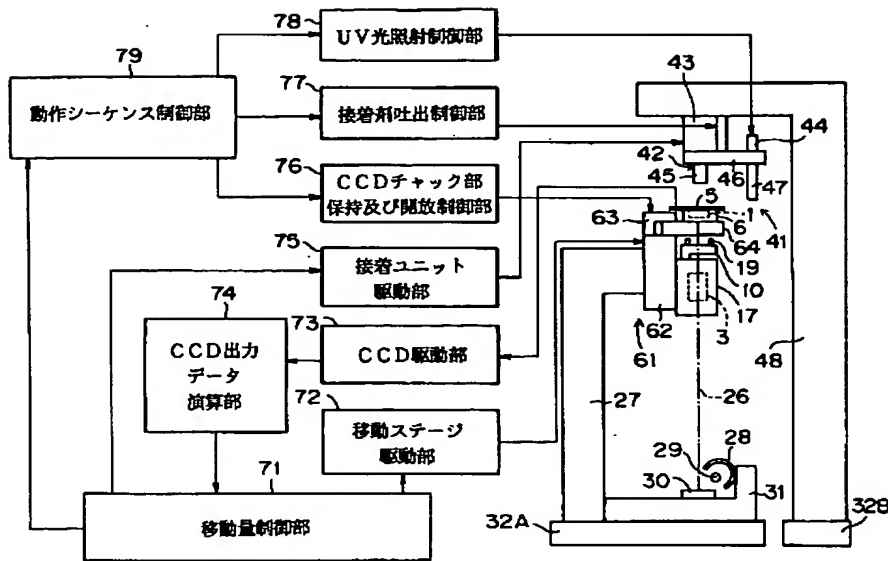 78
UV光照射制御部
79
動作シーケンス制御部
77
接着剤吐出制御部
76
CCDチャック部
保持及び開放制御部
75
接着ユニット
駆動部
74
CCD出力
データ
演算部
73
CCD駆動部
72
移動ステージ
駆動部
71
移動量制御部
43
44
42
45
46
47
5
1
63
6
41
64
19
10
17
62
3
61
48
27
26
28
29
30
31
32A
32B